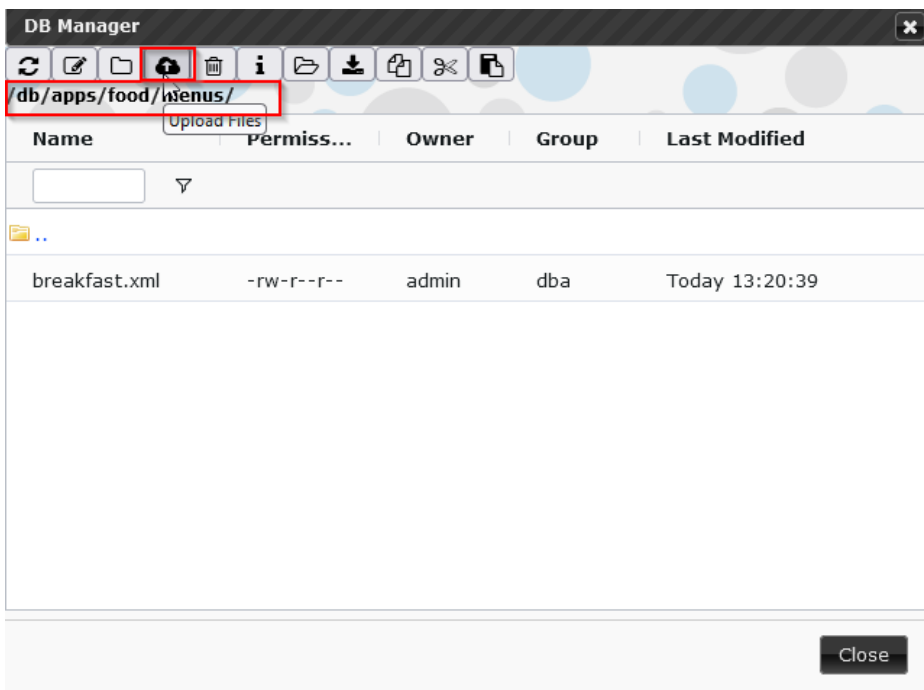 DB Manager
/db/apps/food/menus/
Upload Files
Name Permiss... Owner Group Last Modified
..
breakfast.xml -rw-r--r-- admin dba Today 13:20:39
Close